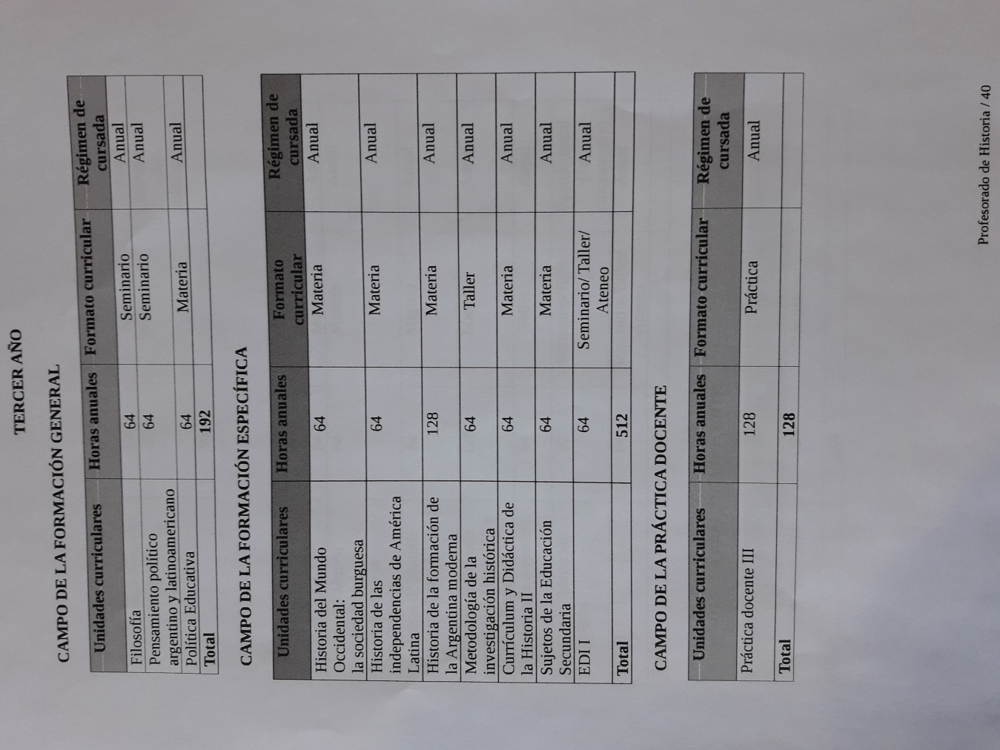 TERCER AÑO
CAMPO DE LA FORMACIÓN GENERAL
Unidades curriculares Horas anuales Formato curricular Régimen de
cursada
Filosofía 64 Seminario Anual
Pensamiento político 64 Seminario Anual
argentino y latinoamericano
Política Educativa 64 Materia Anual
Total 192
CAMPO DE LA FORMACIÓN ESPECÍFICA
Unidades curriculares Horas anuales Formato Régimen de
curricular cursada
Historia del Mundo 64 Materia Anual
Occidental:
la sociedad burguesa
Historia de las 64 Materia Anual
independencias de América
Latina
Historia de la formación de 128 Materia Anual
la Argentina moderna
Metodología de la 64 Taller Anual
investigación histórica
Currículum y Didáctica de 64 Materia Anual
la Historia II
Sujetos de la Educación 64 Materia Anual
Secundaria
EDI I 64 Seminario/ Taller/ Anual
Ateneo
Total 512
CAMPO DE LA PRÁCTICA DOCENTE
Unidades curriculares Horas anuales Formato curricular Régimen de
cursada
Práctica docente III 128 Práctica Anual
Total 128
Profesorado de Historia / 40